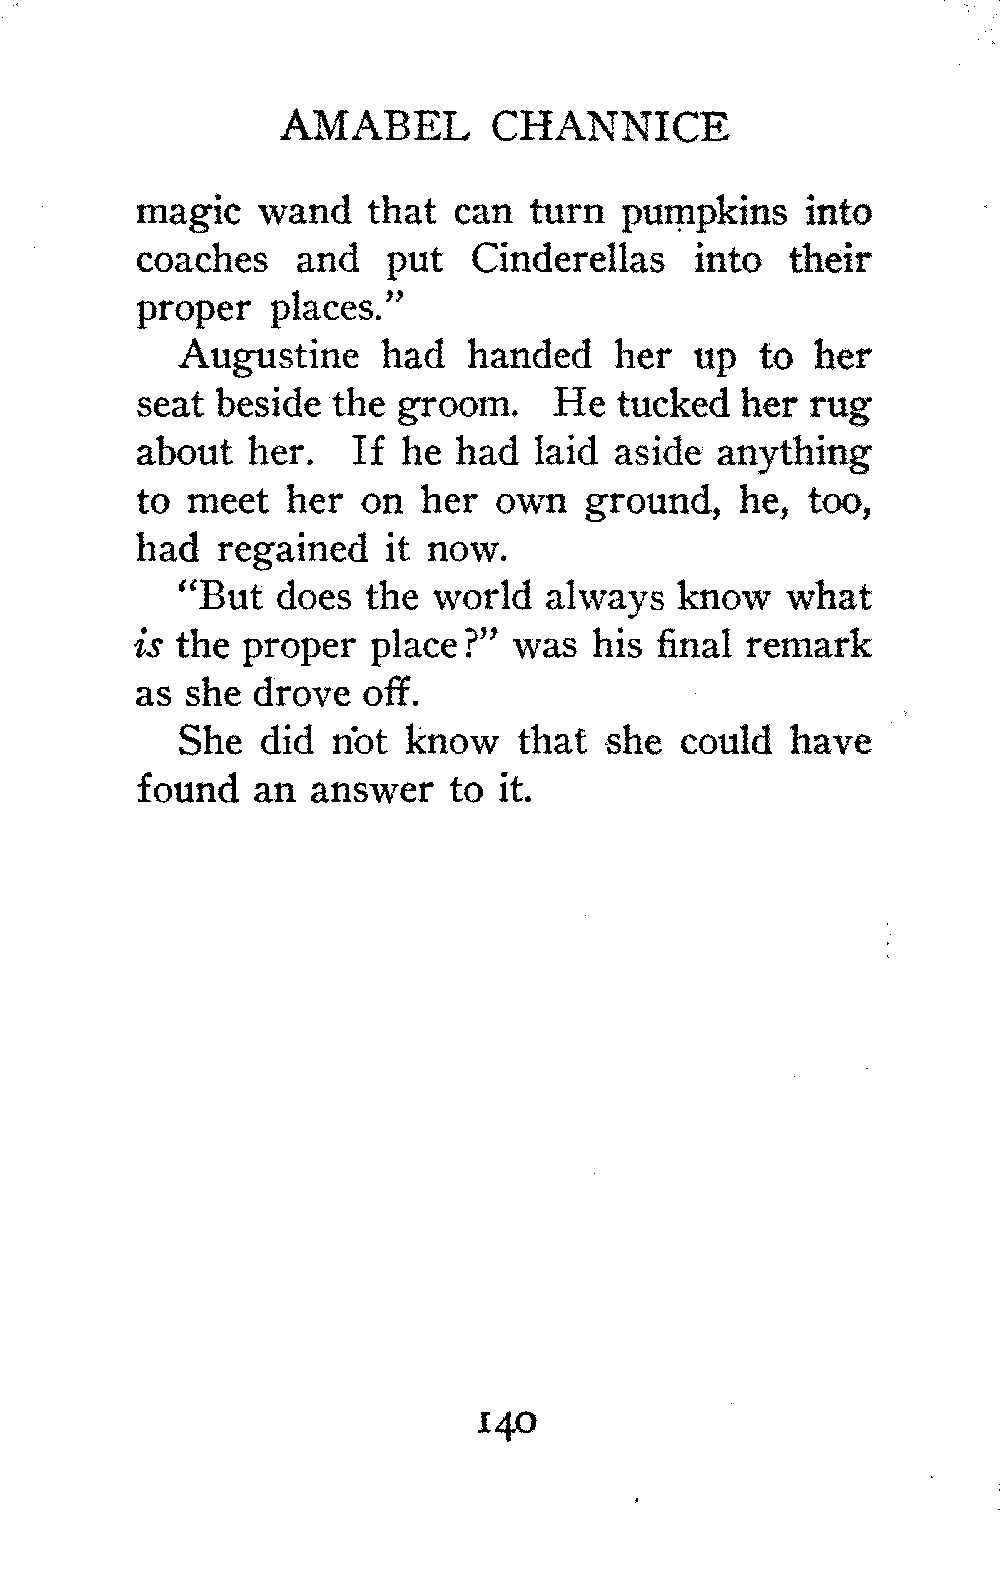 AMABEL CHANNICE
magic wand that can turn pumpkins into
coaches and put Cinderellas into their
proper places."
Augustine had handed her up to her
seat beside the groom. He tucked her rug
about her. If he had laid aside anything
to meet her on her own ground, he, too,
had regained it now.
"But does the world always know what
is the proper place?" was his final remark
as she drove off.
She did not know that she could have
found an answer to it.
140